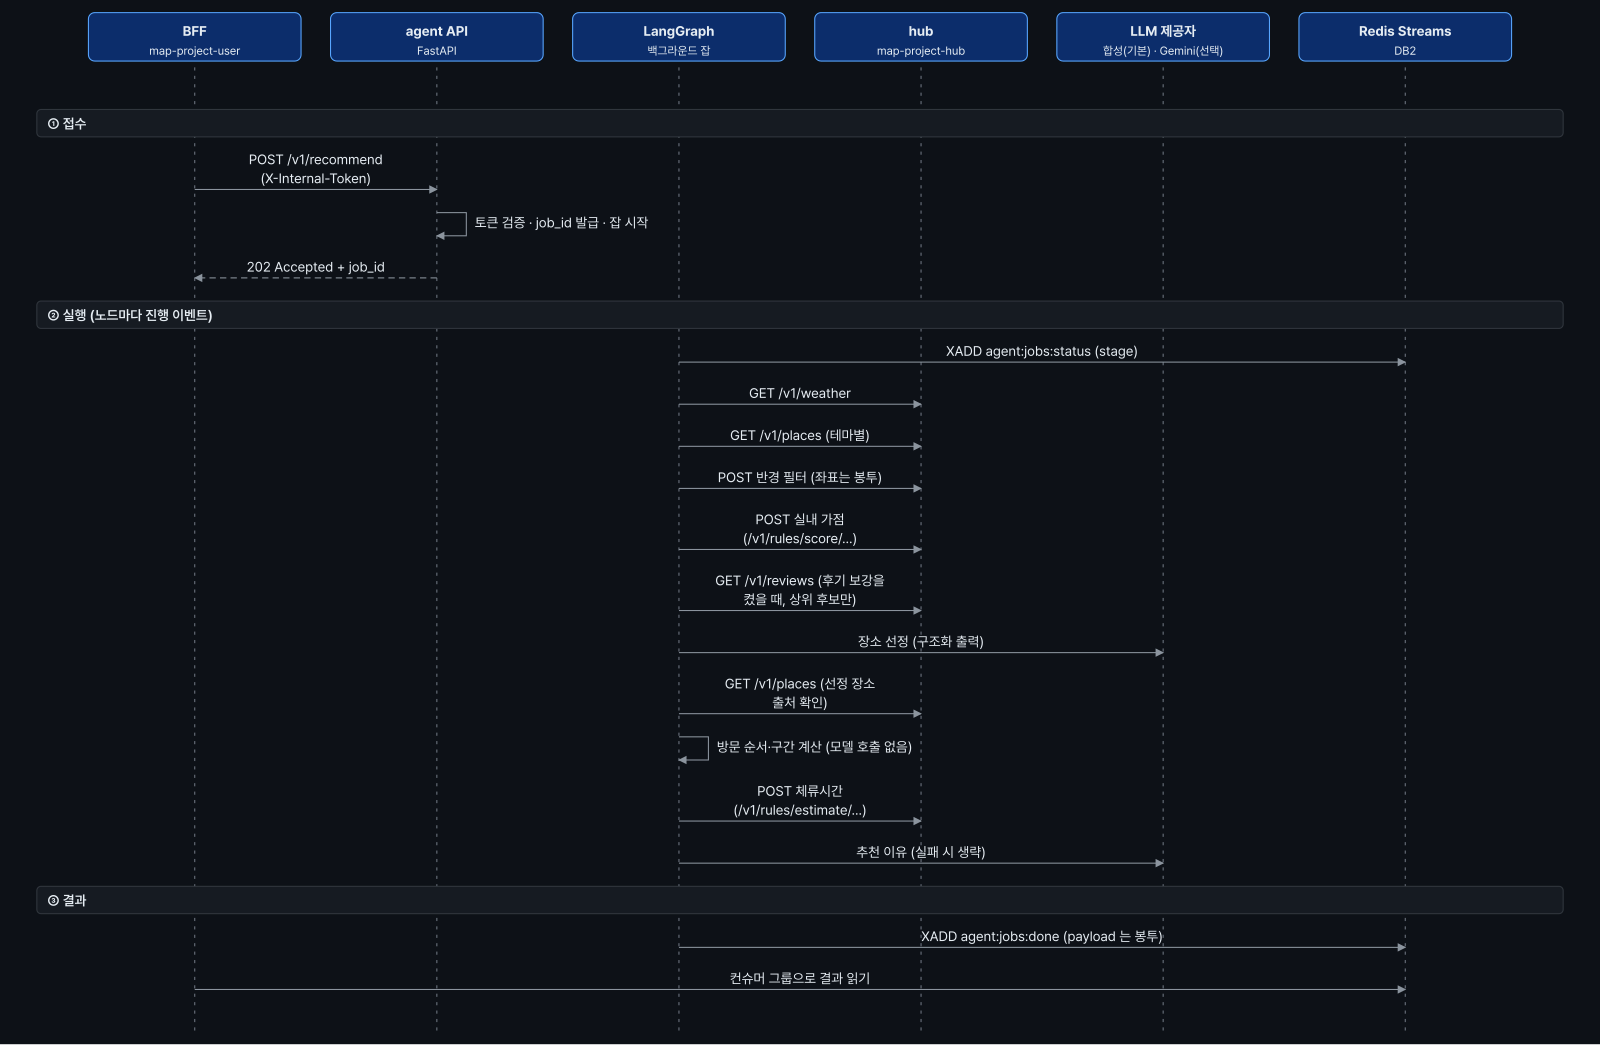 BFF
map-project-user
agent API
FastAPI
LangGraph
백그라운드 잡
hub
map-project-hub
LLM 제공자
합성(기본) · Gemini(선택)
Redis Streams
DB2
① 접수
POST /v1/recommend
(X-Internal-Token)
토큰 검증 · job_id 발급 · 잡 시작
202 Accepted + job_id
② 실행 (노드마다 진행 이벤트)
XADD agent:jobs:status (stage)
GET /v1/weather
GET /v1/places (테마별)
POST 반경 필터 (좌표는 봉투)
POST 실내 가점
(/v1/rules/score/…)
GET /v1/reviews (후기 보강을
켰을 때, 상위 후보만)
장소 선정 (구조화 출력)
GET /v1/places (선정 장소
출처 확인)
방문 순서·구간 계산 (모델 호출 없음)
POST 체류시간
(/v1/rules/estimate/…)
추천 이유 (실패 시 생략)
③ 결과
XADD agent:jobs:done (payload 는 봉투)
컨슈머 그룹으로 결과 읽기